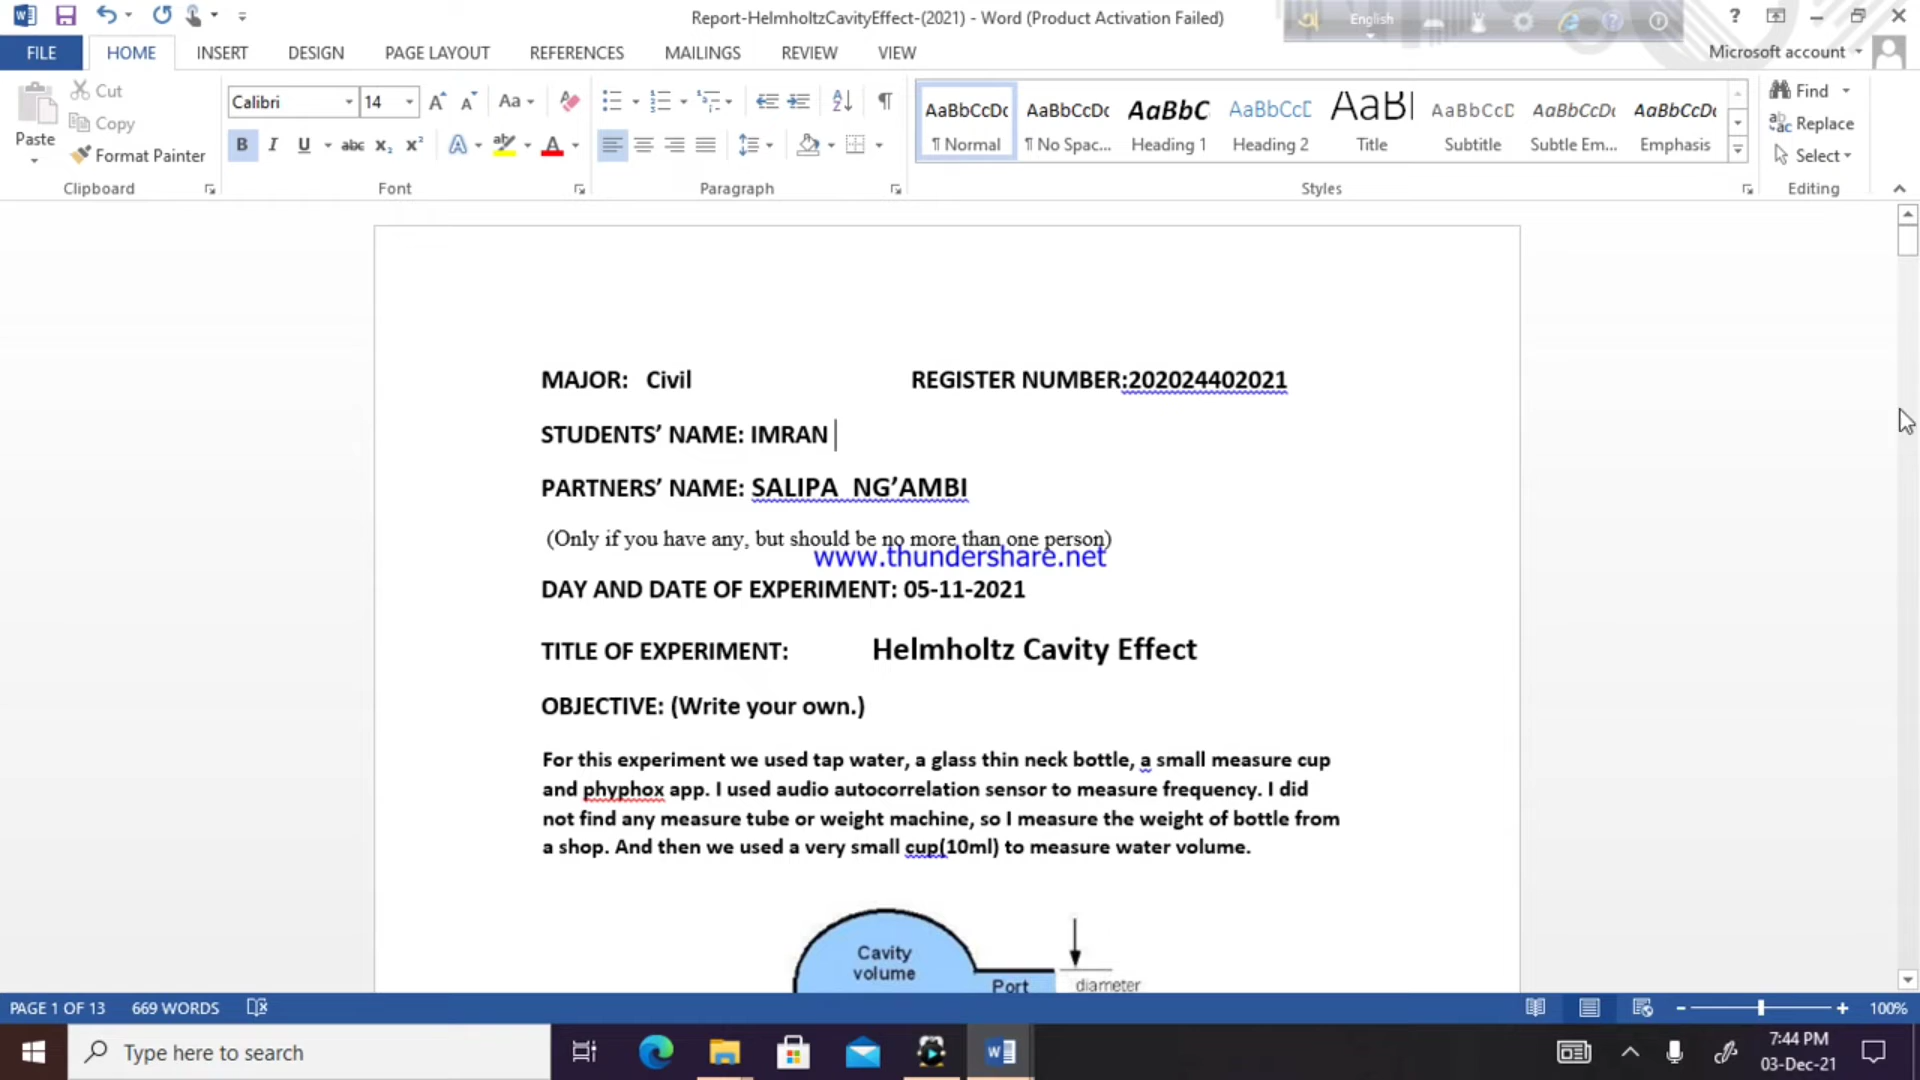 Report-HelmholtzCavityEffect-(2021) - Word (Product Activation Failed)
English
FILE
HOME
INSERT
DESIGN
PAGE LAYOUT
REFERENCES
MAILINGS
REVIEW
VIEW
Microsoft account
Paste
Cut
Copy
Format Painter
Clipboard
Calibri
14
Aa
B I U abc x₂ x²
A ab A
Font
Paragraph
AaBbCcDc AaBbCcDc AaBbC AaBbCcD AaB AaBbCcD AaBbCcDc AaBbCcDc
¶ Normal ¶ No Spac... Heading 1 Heading 2 Title Subtitle Subtle Em... Emphasis
Styles
Find
Replace
Select
Editing
MAJOR: Civil REGISTER NUMBER:202024402021
STUDENTS’ NAME: IMRAN
PARTNERS’ NAME: SALIPA NG’AMBI
(Only if you have any, but should be no more than one person)
www.thundershare.net
DAY AND DATE OF EXPERIMENT: 05-11-2021
TITLE OF EXPERIMENT: Helmholtz Cavity Effect
OBJECTIVE: (Write your own.)
For this experiment we used tap water, a glass thin neck bottle, a small measure cup
and phyphox app. I used audio autocorrelation sensor to measure frequency. I did
not find any measure tube or weight machine, so I measure the weight of bottle from
a shop. And then we used a very small cup(10ml) to measure water volume.
Cavity
volume
Port
diameter
PAGE 1 OF 13 669 WORDS
100%
Type here to search
7:44 PM
03-Dec-21